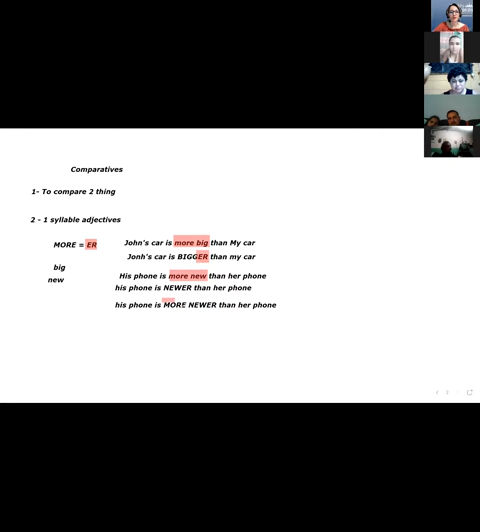 Comparatives
1- To compare 2 thing
2 - 1 syllable adjectives
MORE = ER
John's car is more big than My car
Jonh's car is BIGGER than my car
big
new
His phone is more new than her phone
his phone is NEWER than her phone
his phone is MORE NEWER than her phone